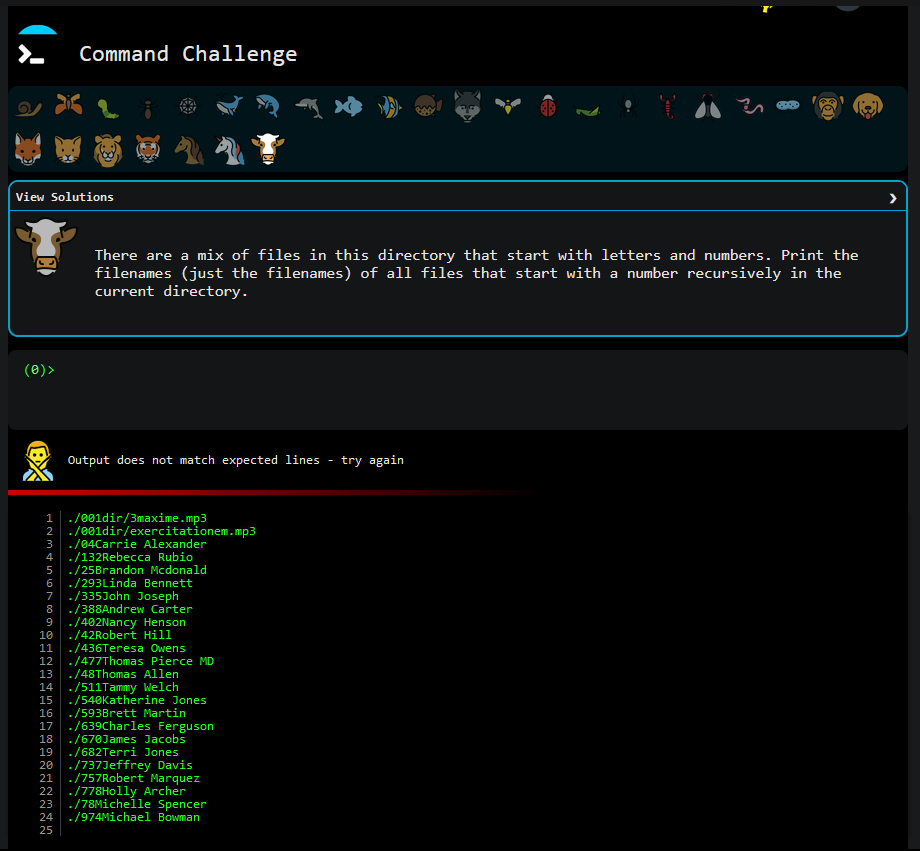 Command Challenge
View Solutions
There are a mix of files in this directory that start with letters and numbers. Print the
filenames (just the filenames) of all files that start with a number recursively in the
current directory.
(0)>
Output does not match expected lines - try again
1 ./001dir/3maxime.mp3
2 ./001dir/exercitationem.mp3
3 ./04Carrie Alexander
4 ./132Rebecca Rubio
5 ./25Brandon Mcdonald
6 ./293Linda Bennett
7 ./335John Joseph
8 ./388Andrew Carter
9 ./402Nancy Henson
10 ./42Robert Hill
11 ./436Teresa Owens
12 ./477Thomas Pierce MD
13 ./48Thomas Allen
14 ./511Tammy Welch
15 ./540Katherine Jones
16 ./593Brett Martin
17 ./639Charles Ferguson
18 ./670James Jacobs
19 ./682Terri Jones
20 ./737Jeffrey Davis
21 ./757Robert Marquez
22 ./778Holly Archer
23 ./78Michelle Spencer
24 ./974Michael Bowman
25